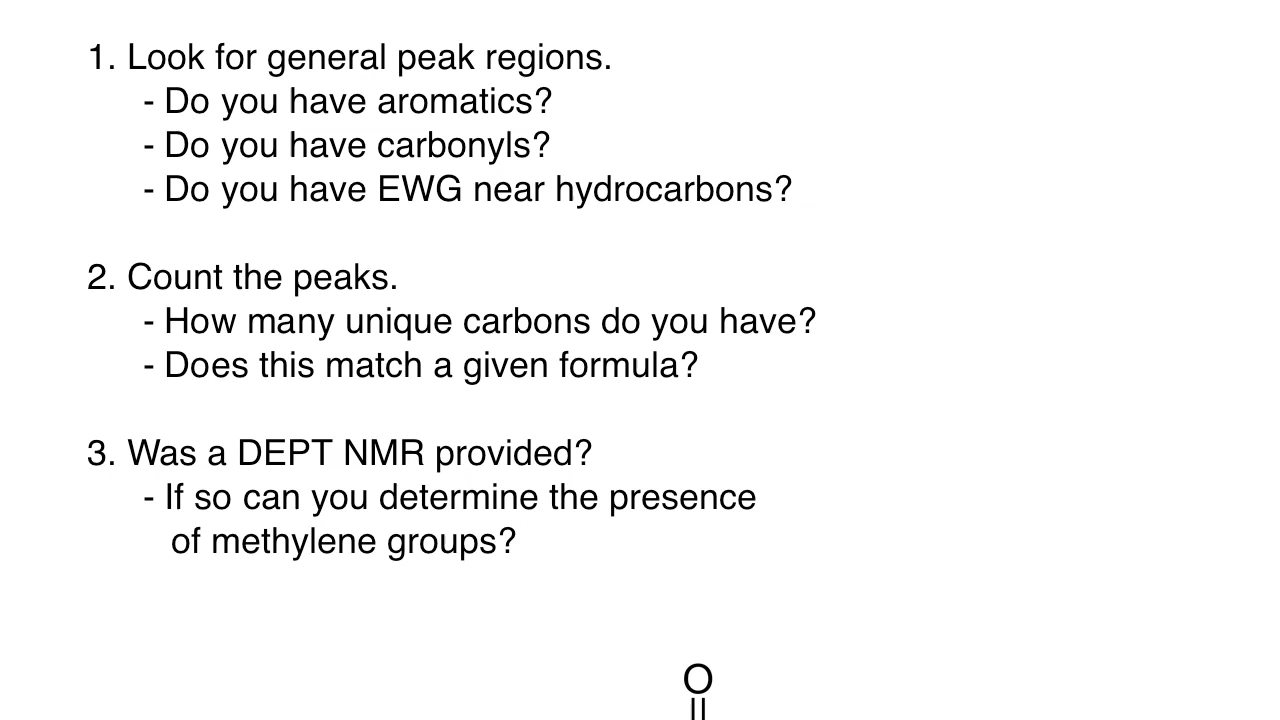 1. Look for general peak regions.
- Do you have aromatics?
- Do you have carbonyls?
- Do you have EWG near hydrocarbons?
2. Count the peaks.
- How many unique carbons do you have?
- Does this match a given formula?
3. Was a DEPT NMR provided?
- If so can you determine the presence
of methylene groups?
O